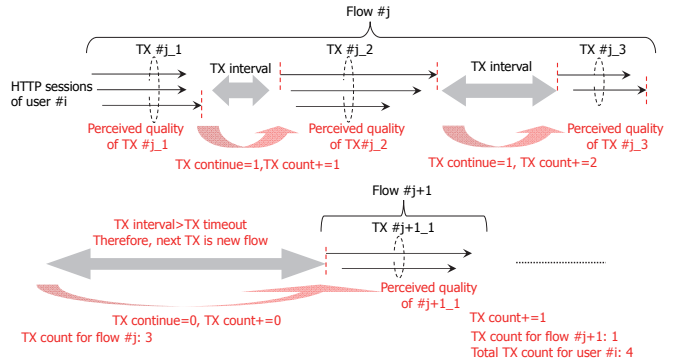 Flow #j
TX #j_1
TX #j_2
TX #j_3
TX interval
TX interval
HTTP sessions
of user #i
Perceived quality
of TX #j_1
Perceived quality
of TX#j_2
Perceived quality
of TX #j_3
TX continue=1,TX count+=1
TX continue=1, TX count+=2
Flow #j+1
TX interval>TX timeout
Therefore, next TX is new flow
TX #j+1_1
Perceived quality
of #j+1_1
TX continue=0, TX count+=0
TX count for flow #j: 3
TX count+=1
TX count for flow #j+1: 1
Total TX count for user #i: 4